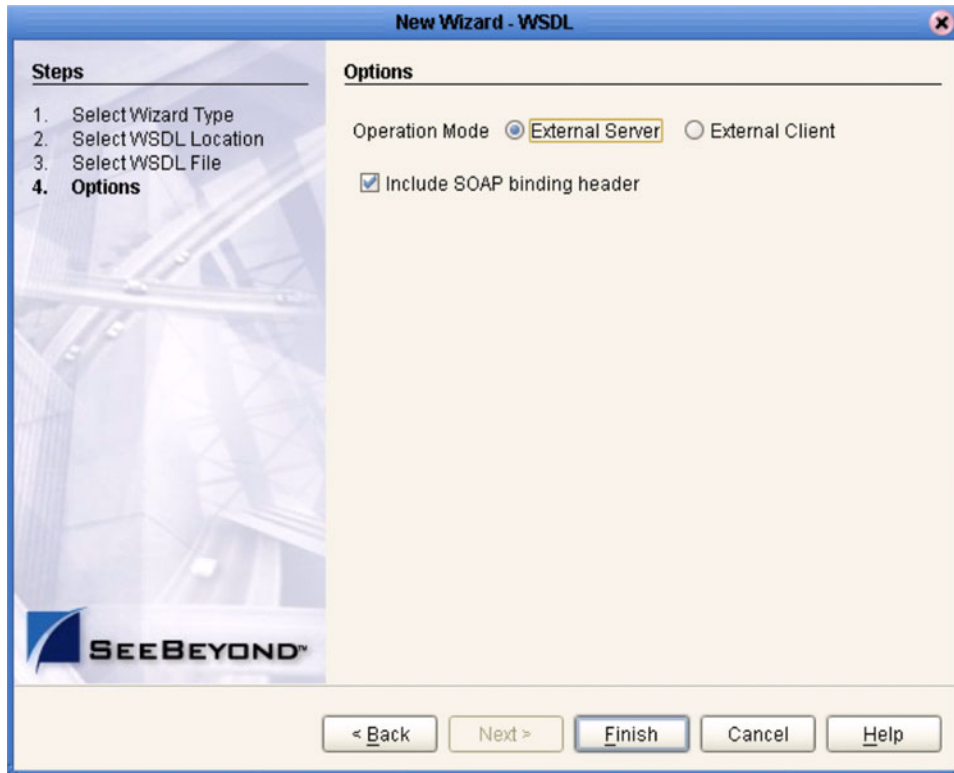 New Wizard - WSDL
Steps
1. Select Wizard Type
2. Select WSDL Location
3. Select WSDL File
4. Options
Options
Operation Mode External Server External Client
Include SOAP binding header
SEEBEYOND™
< Back Next > Finish Cancel Help